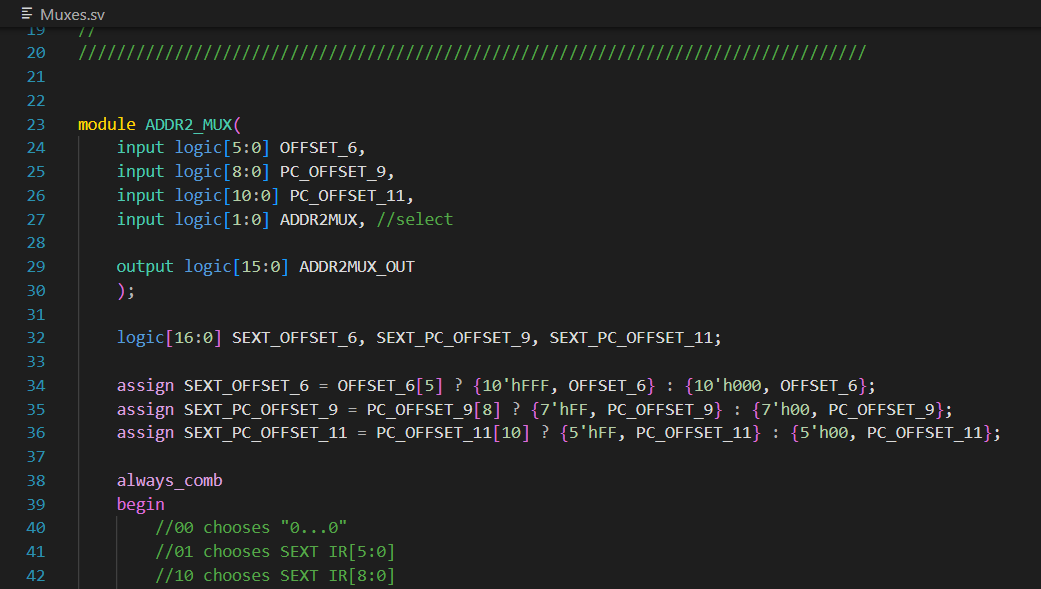 Muxes.sv
19 //
20 //////////////////////////////////////////////////////////////////////////////////
21
22
23 module ADDR2_MUX(
24 input logic[5:0] OFFSET_6,
25 input logic[8:0] PC_OFFSET_9,
26 input logic[10:0] PC_OFFSET_11,
27 input logic[1:0] ADDR2MUX, //select
28
29 output logic[15:0] ADDR2MUX_OUT
30 );
31
32 logic[16:0] SEXT_OFFSET_6, SEXT_PC_OFFSET_9, SEXT_PC_OFFSET_11;
33
34 assign SEXT_OFFSET_6 = OFFSET_6[5] ? {10'hFFF, OFFSET_6} : {10'h000, OFFSET_6};
35 assign SEXT_PC_OFFSET_9 = PC_OFFSET_9[8] ? {7'hFF, PC_OFFSET_9} : {7'h00, PC_OFFSET_9};
36 assign SEXT_PC_OFFSET_11 = PC_OFFSET_11[10] ? {5'hFF, PC_OFFSET_11} : {5'h00, PC_OFFSET_11};
37
38 always_comb
39 begin
40 //00 chooses "0...0"
41 //01 chooses SEXT IR[5:0]
42 //10 chooses SEXT IR[8:0]